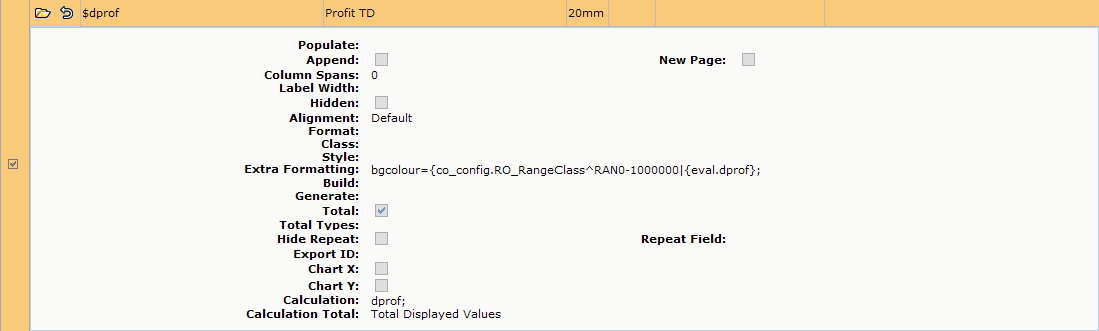 $dprof Profit TD 20mm
Populate:
Append: New Page:
Column Spans: 0
Label Width:
Hidden:
Alignment: Default
Format:
Class:
Style:
Extra Formatting: bgcolour={co_config.RO_RangeClass^RAN0-1000000|{eval.dprof};
Build:
Generate:
Total:
Total Types:
Hide Repeat: Repeat Field:
Export ID:
Chart X:
Chart Y:
Calculation: dprof;
Calculation Total: Total Displayed Values